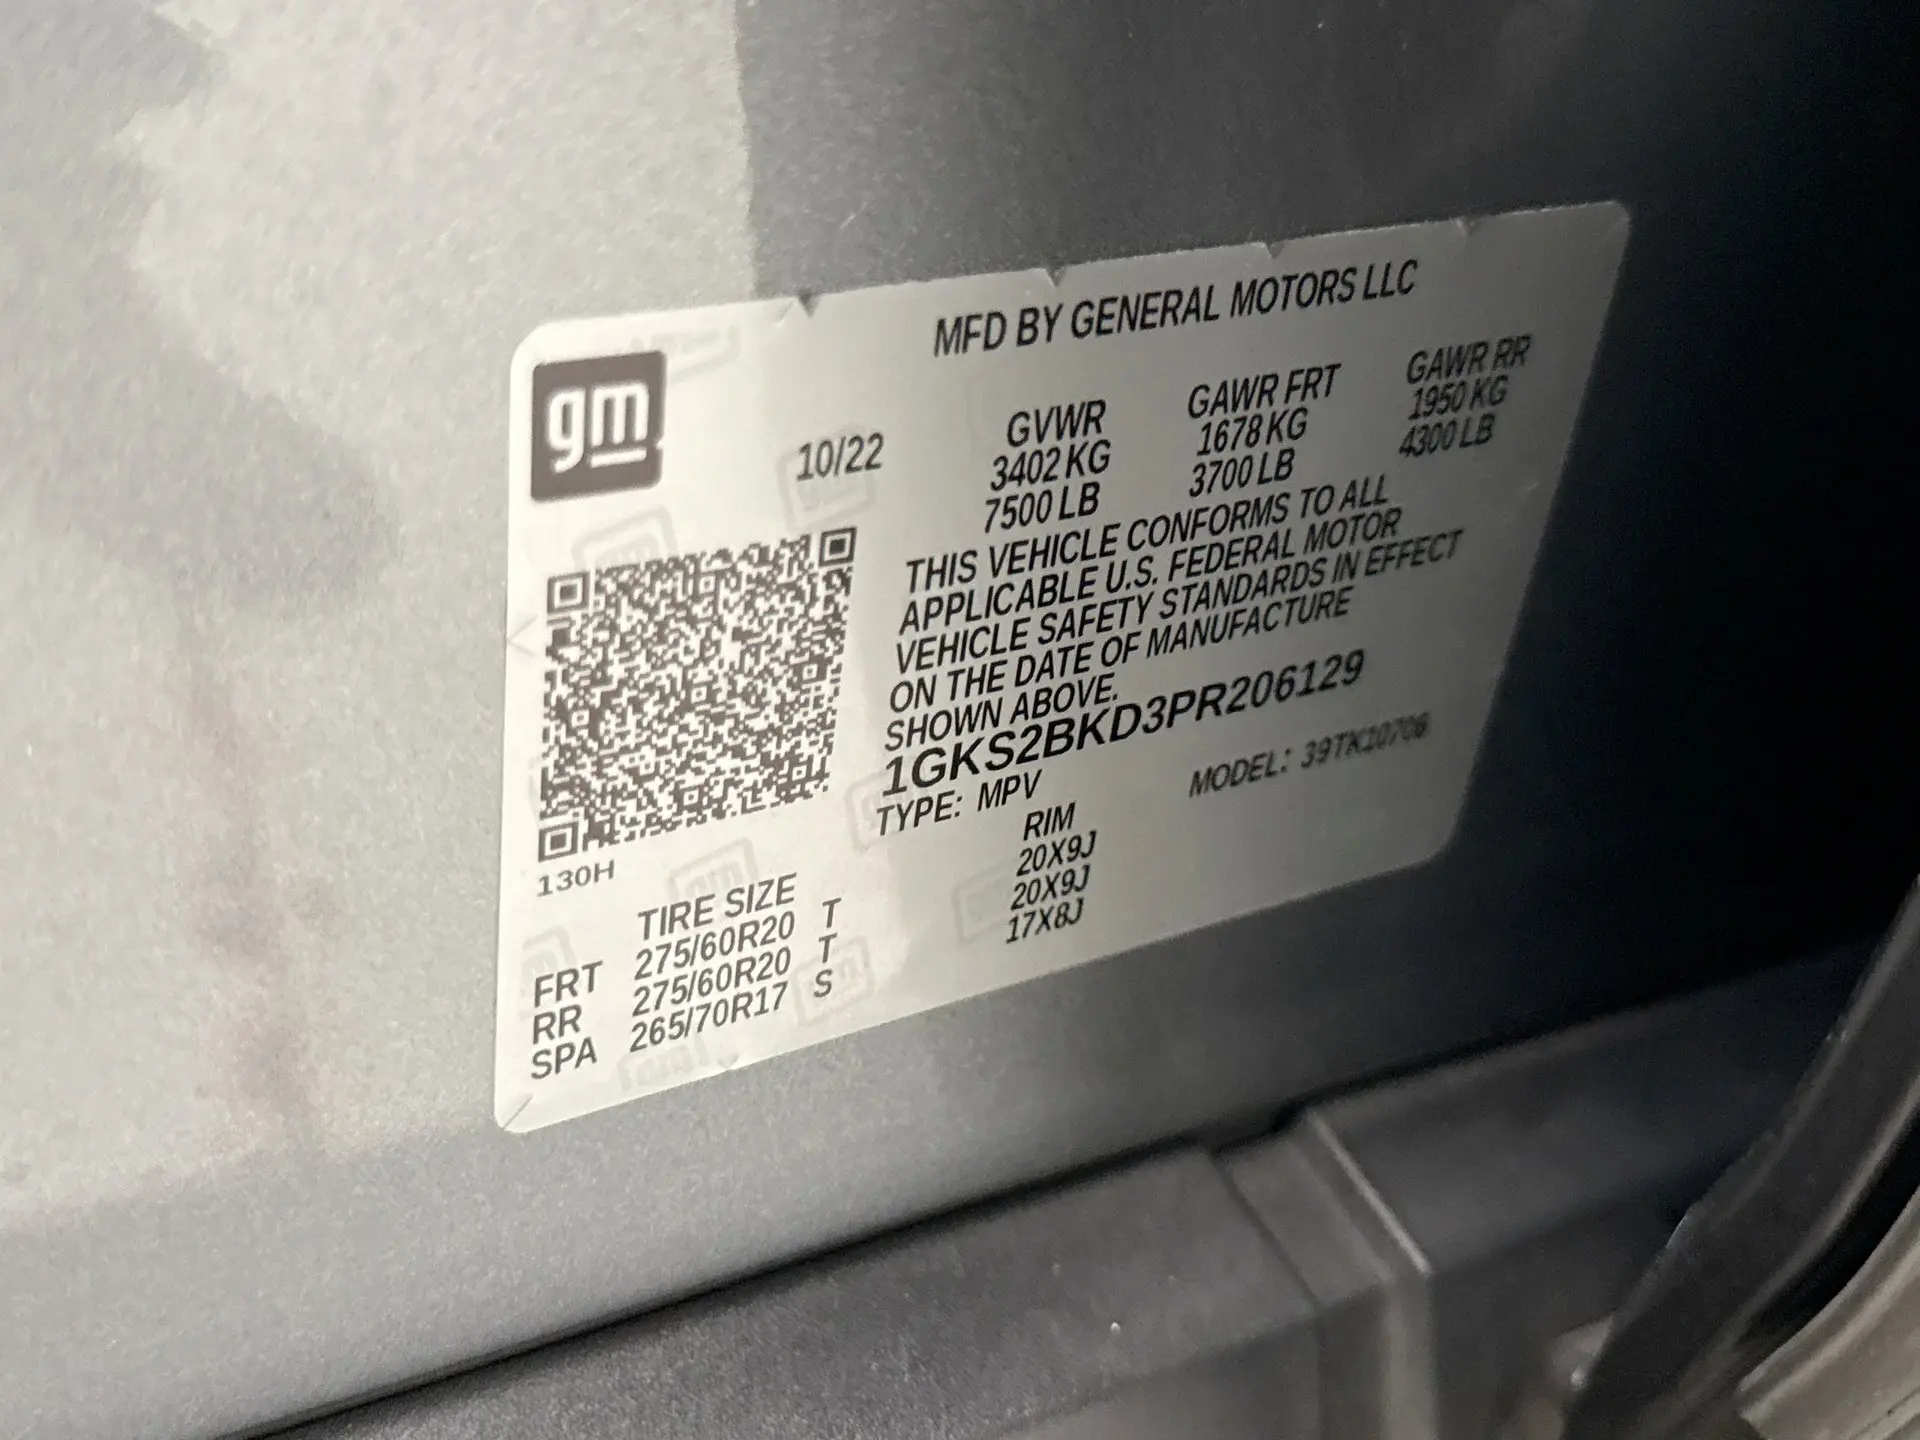 gm
MFD BY GENERAL MOTORS LLC
10/22
GVWR
3402 KG
7500 LB
GAWR FRT
1678 KG
3700 LB
GAWR RR
1950 KG
4300 LB
THIS VEHICLE CONFORMS TO ALL
APPLICABLE U.S. FEDERAL MOTOR
VEHICLE SAFETY STANDARDS IN EFFECT
ON THE DATE OF MANUFACTURE
SHOWN ABOVE.
1GKS2BKD3PR206129
TYPE: MPV
MODEL: 39TK10706
130H
TIRE SIZE RIM
FRT 275/60R20 T 20X9J
RR 275/60R20 T 20X9J
SPA 265/70R17 S 17X8J